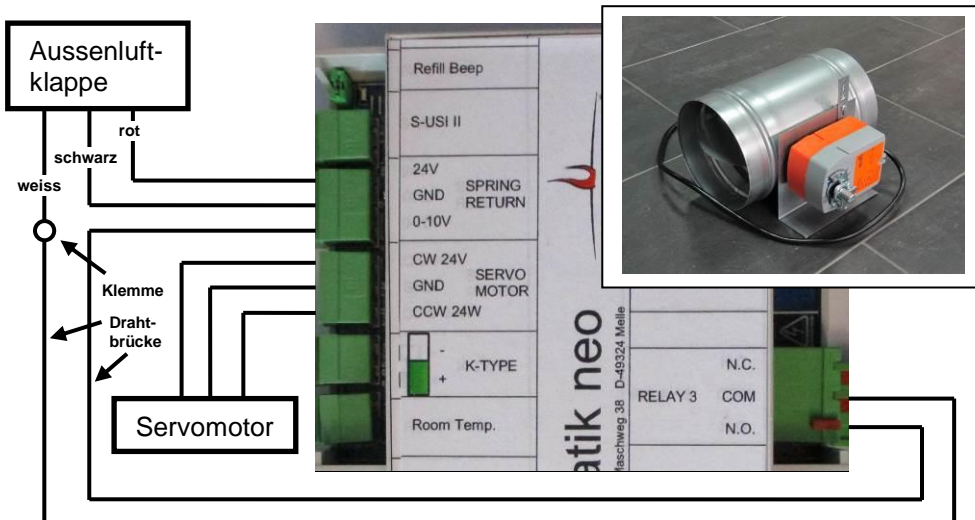 Aussenluft-
klappe
rot
schwarz
weiss
Klemme
Draht-
brücke
Servomotor
Refill Beep
S-USI II
24V
GND
0-10V
SPRING
RETURN
CW 24V
GND
CCW 24W
SERVO
MOTOR
-
+
K-TYPE
Room Temp.
atik neo
Maschweg 38 D-49324 Melle
RELAY 3
N.C.
COM
N.O.